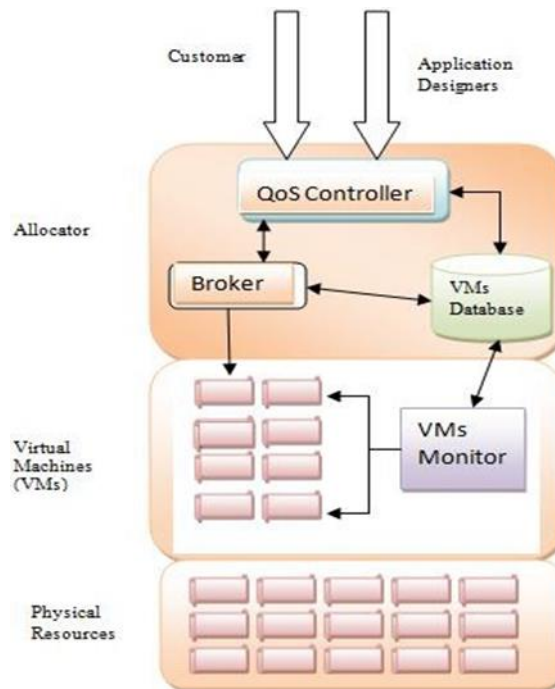 Customer
Application
Designers
QoS Controller
Allocator
Broker
VMs
Database
Virtual
Machines
(VMs)
VMs
Monitor
Physical
Resources